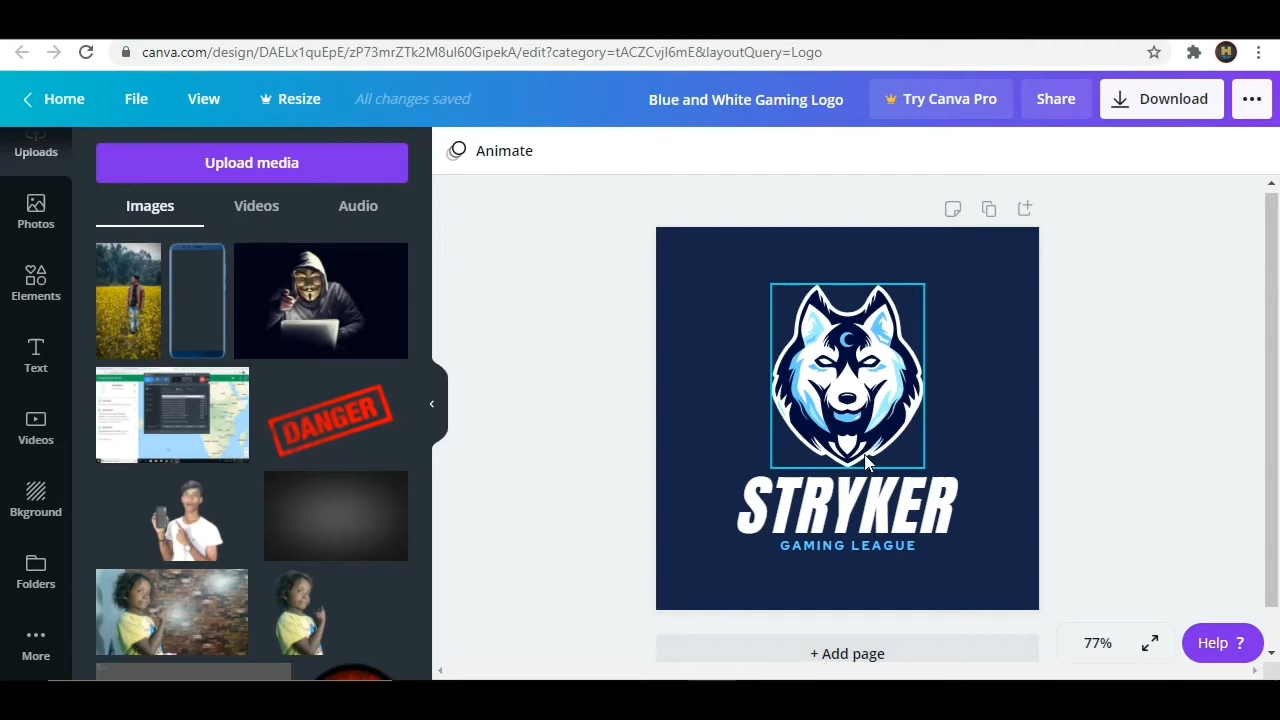 canva.com/design/DAELx1quEpE/zP73mrZTk2M8ul60GipekA/edit?category=tACZCvjI6mE&layoutQuery=Logo
Home File View Resize All changes saved Blue and White Gaming Logo Try Canva Pro Share Download
Uploads
Photos
Elements
Text
Videos
Bkground
Folders
More
Upload media
Images Videos Audio
DANGER
Animate
STRYKER
GAMING LEAGUE
+ Add page
77%
Help ?